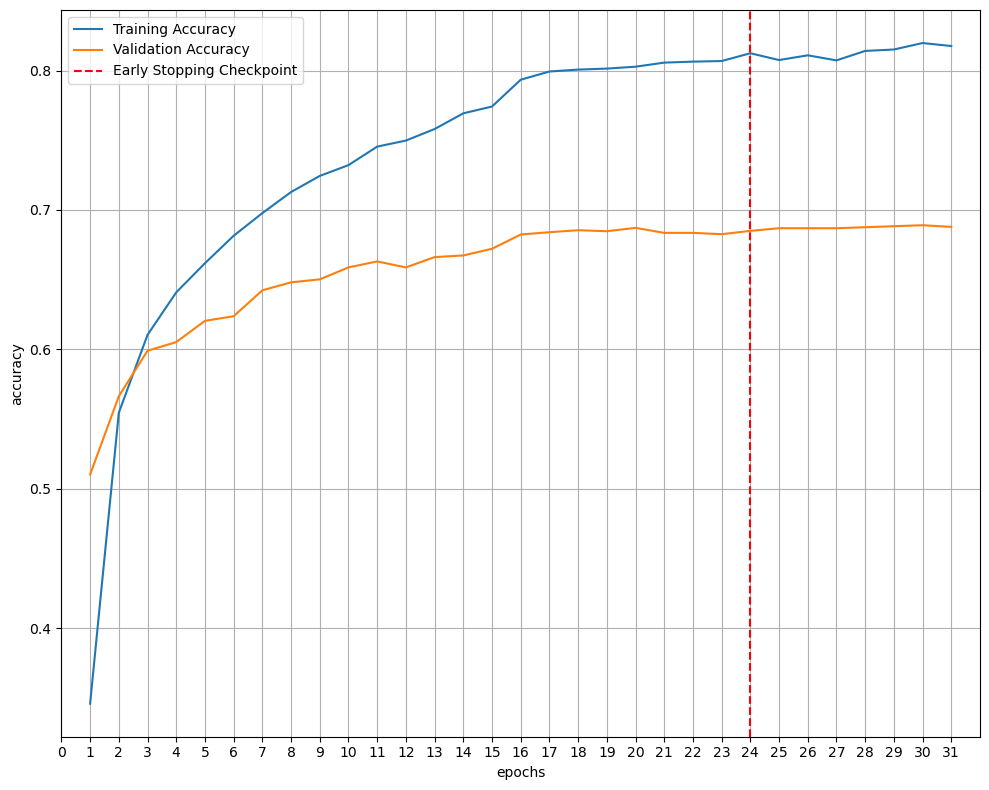 Training Accuracy
Validation Accuracy
Early Stopping Checkpoint
0.8
0.7
0.6
0.5
0.4
accuracy
0 1 2 3 4 5 6 7 8 9 10 11 12 13 14 15 16 17 18 19 20 21 22 23 24 25 26 27 28 29 30 31
epochs